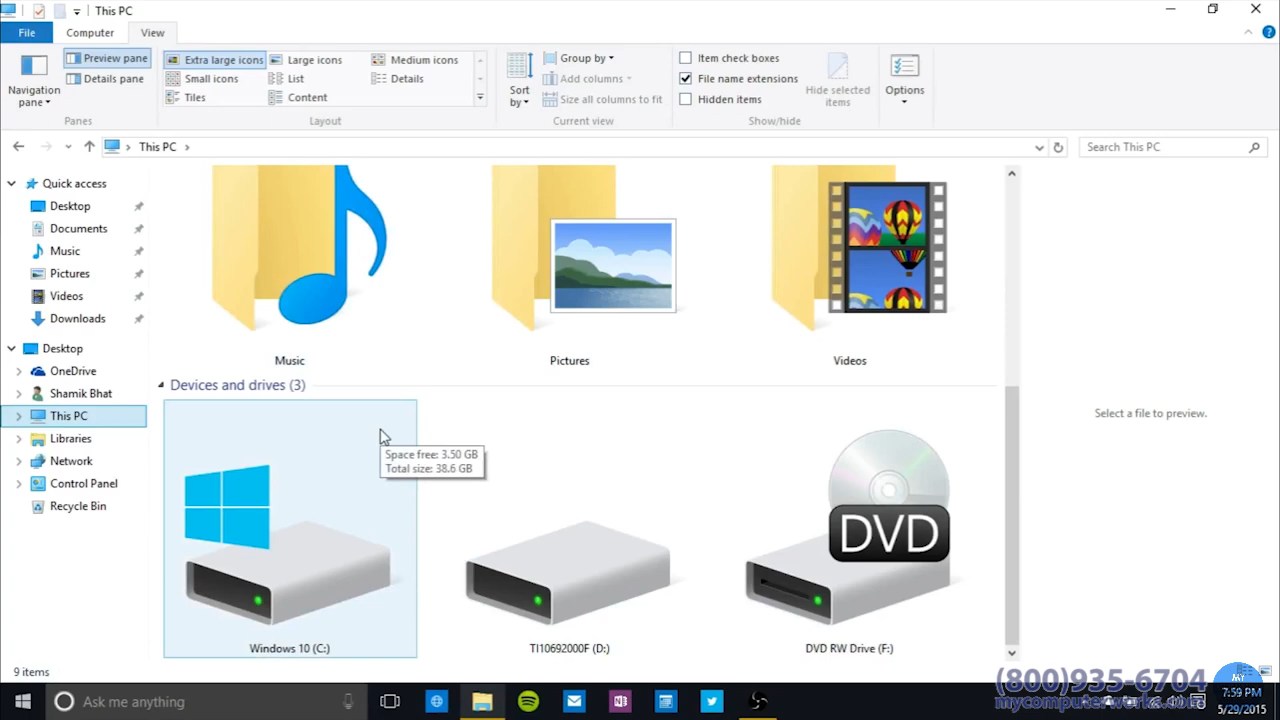 This PC
File
Computer
View
Navigation
pane
Preview pane
Details pane
Panes
Extra large icons
Large icons
Medium icons
Small icons
List
Details
Tiles
Content
Layout
Sort
by
Group by
Add columns
Size all columns to fit
Current view
Item check boxes
File name extensions
Hidden items
Hide selected
items
Show/hide
Options
This PC
Search This PC
Quick access
Desktop
Documents
Music
Pictures
Videos
Downloads
Desktop
OneDrive
Shamik Bhat
This PC
Libraries
Network
Control Panel
Recycle Bin
Music
Pictures
Videos
Devices and drives (3)
Space free: 3.50 GB
Total size: 38.6 GB
DVD
Windows 10 (C:)
TI10692000F (D:)
DVD RW Drive (F:)
Select a file to preview.
9 items
Ask me anything
(800)935-6704
mycomputerworks.com
MY
7:59 PM
5/29/2015